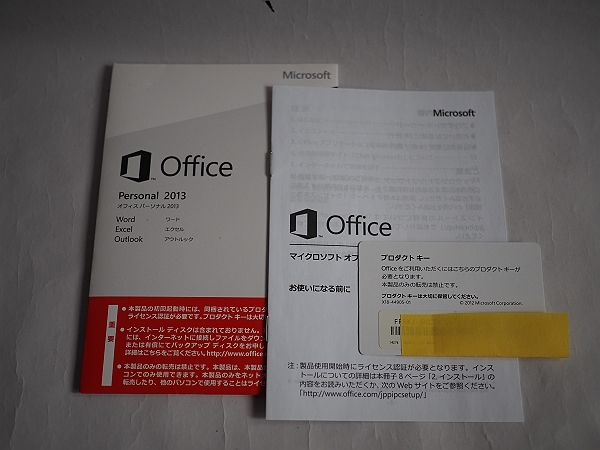 Microsoft
Office
Personal 2013
オフィス パーソナル 2013
Word ワード
Excel エクセル
Outlook アウトルック
重要
● 本製品の初回起動時には、同梱されているプロダクト
ライセンス認証が必要です。プロダクト キーは大切
● インストール ディスクは含まれておりません。
には、インターネットに接続しファイルをダウン
または有償にてバックアップ ディスクをお申し
詳細はこちらをご覧ください。http://www.office
● 本製品のみの転売は禁止です。本製品は、本
コンでのみ使用できます。本製品のみをネット
転売したり、他のパソコンで使用することはライセ
Microsoft
Office
マイクロソフト オフ
お使いになる前に
注：製品使用開始時にライセンス認証が必要となります。インス
トールについての詳細は本冊子 8 ページ「2. インストール」の
内容をお読みいただくか、次の Web サイトをご参照ください。
「http://www.office.com/jppipcsetup/」
プロダクト キー
Office をご利用いただくにはこちらのプロダクト キーが
必要となります。
本製品のみの転売は禁止です。
プロダクト キーは大切に保管してください。
X18-44905-01 © 2012 Microsoft Corporation.